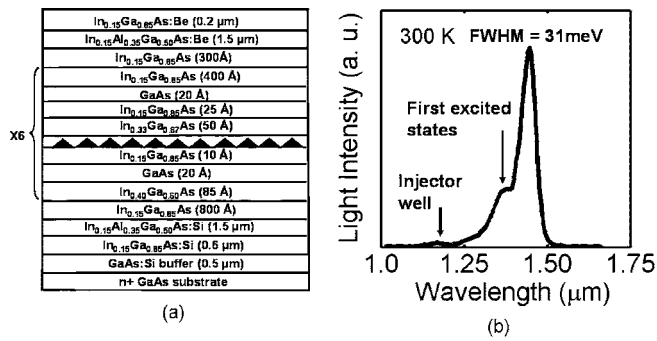 In0.15Ga0.85As:Be (0.2 μm)
In0.15Al0.35Ga0.50As:Be (1.5 μm)
In0.15Ga0.85As (300Å)
In0.15Ga0.85As (400 Å)
GaAs (20 Å)
In0.15Ga0.85As (25 Å)
In0.33Ga0.67As (50 Å)
X6
In0.15Ga0.85As (10 Å)
GaAs (20 Å)
In0.40Ga0.60As (85 Å)
In0.15Ga0.85As (800 Å)
In0.15Al0.35Ga0.50As:Si (1.5 μm)
In0.15Ga0.85As:Si (0.6 μm)
GaAs:Si buffer (0.5 μm)
n+ GaAs substrate
(a)
300 K FWHM = 31meV
First excited
states
Injector
well
Light Intensity (a. u.)
1.0 1.25 1.50 1.75
Wavelength (μm)
(b)